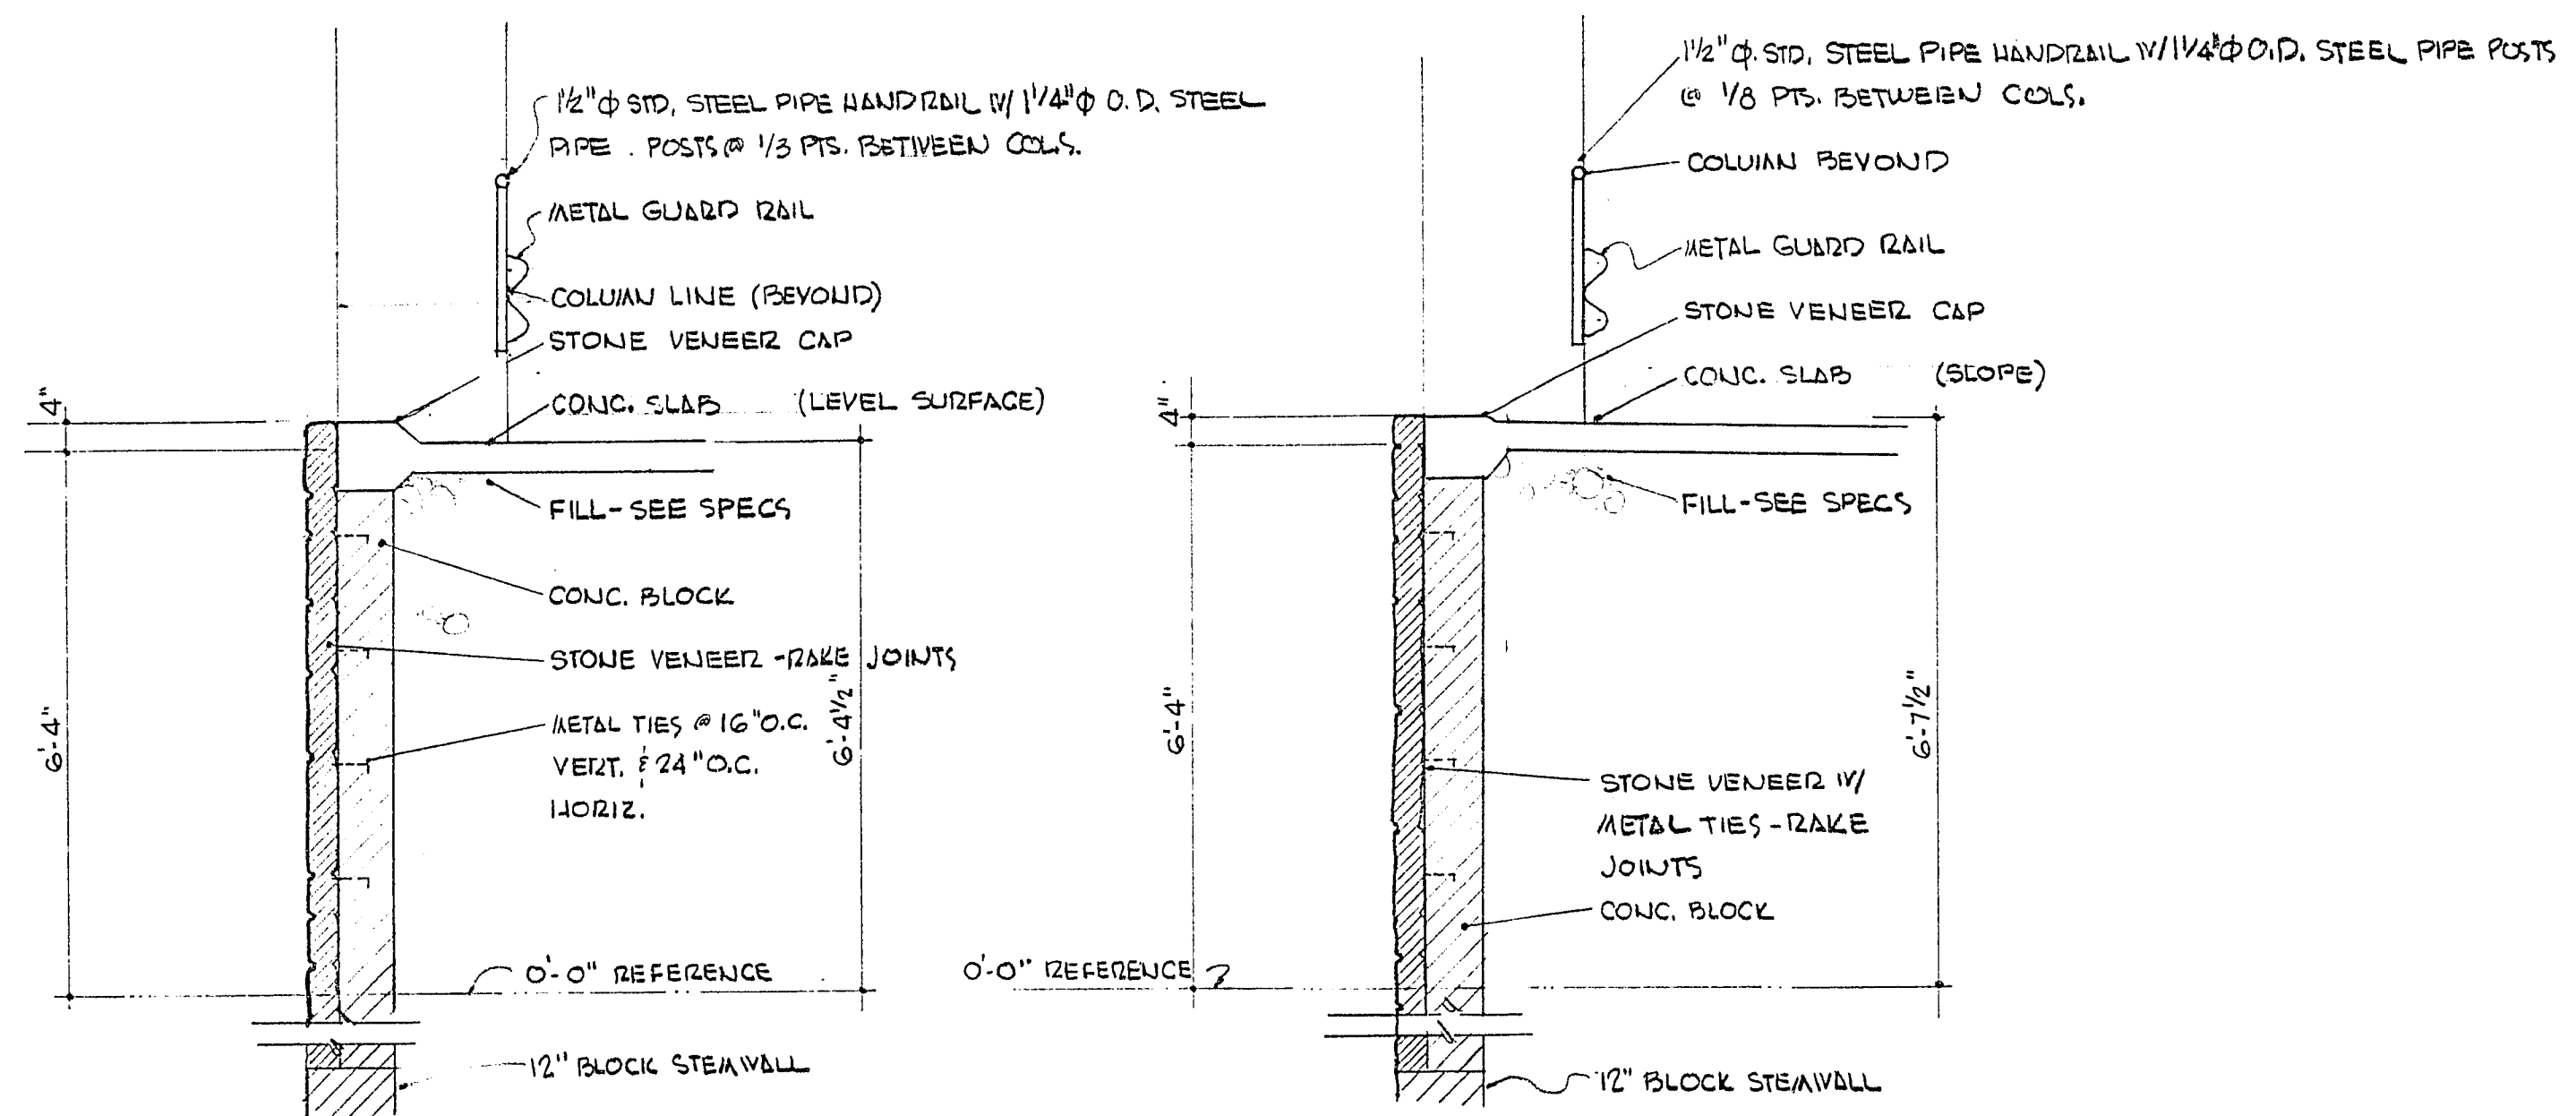 1½"ϕ STD, STEEL PIPE HANDRAIL W/ 1¼"ϕ O.D. STEEL
PIPE . POSTS @ 1/3 PTS. BETWEEN COLS.
METAL GUARD RAIL
COLUMN LINE (BEYOND)
STONE VENEER CAP
CONC. SLAB (LEVEL SURFACE)
FILL-SEE SPECS
CONC. BLOCK
STONE VENEER -RAKE JOINTS
METAL TIES @ 16"O.C.
VERT. & 24"O.C.
HORIZ.
0'-0" REFERENCE
12" BLOCK STEMWALL
4"
6'-4"
6'-4½"
1½"ϕ. STD, STEEL PIPE HANDRAIL W/1¼"ϕ O.D. STEEL PIPE POSTS
@ 1/8 PTS. BETWEEN COLS.
COLUMN BEYOND
METAL GUARD RAIL
STONE VENEER CAP
CONC. SLAB (SLOPE)
FILL-SEE SPECS
STONE VENEER W/
METAL TIES-RAKE
JOINTS
CONC. BLOCK
0'-0" REFERENCE
12" BLOCK STEMWALL
4"
6'-4"
6'-7½"